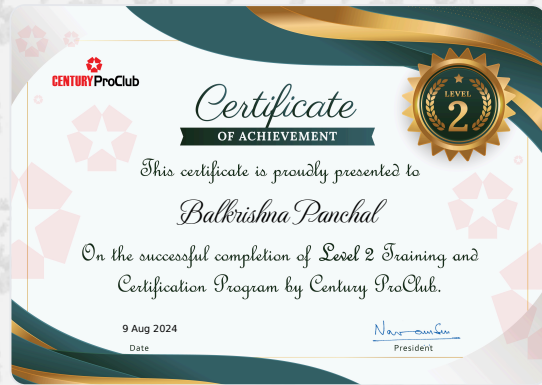 CENTURY ProClub
LEVEL
2
Certificate
OF ACHIEVEMENT
This certificate is proudly presented to
Balkrishna Panchal
On the successful completion of Level 2 Training and
Certification Program by Century ProClub.
9 Aug 2024
Date
President